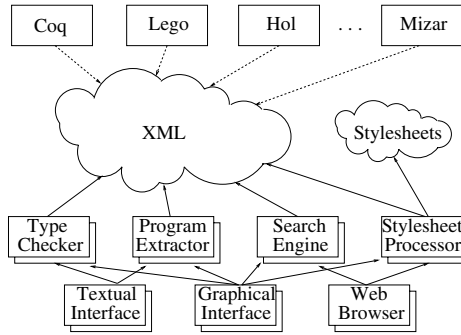 Coq Lego Hol . . . Mizar
XML
Stylesheets
Type Checker
Program Extractor
Search Engine
Stylesheet Processor
Textual Interface
Graphical Interface
Web Browser